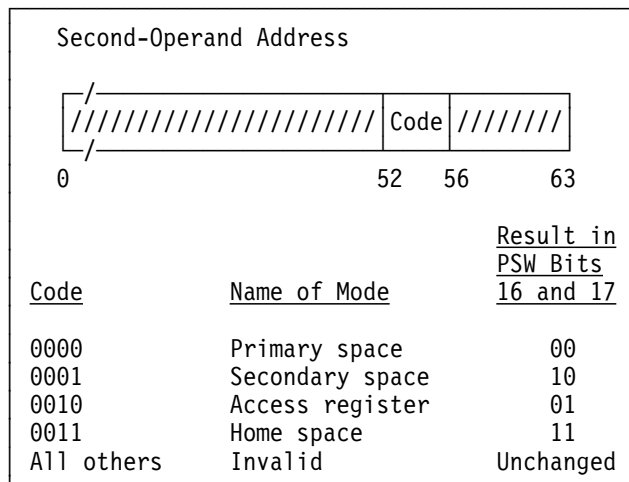 Second-Operand Address
/
///////////////////////Code////////
/
0 52 56 63
Result in
PSW Bits
Code Name of Mode 16 and 17
0000 Primary space 00
0001 Secondary space 10
0010 Access register 01
0011 Home space 11
All others Invalid Unchanged